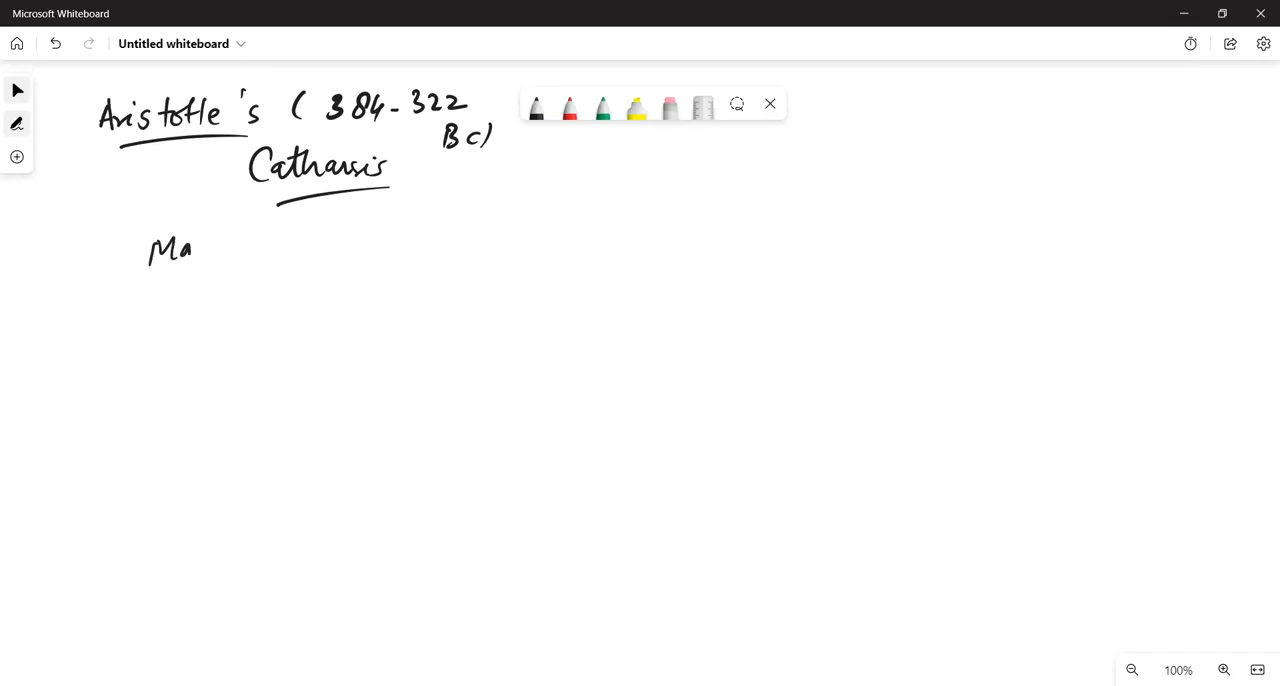 Microsoft Whiteboard
Untitled whiteboard
Aristotle's (384-322
BC)
Catharsis
Ma
100%